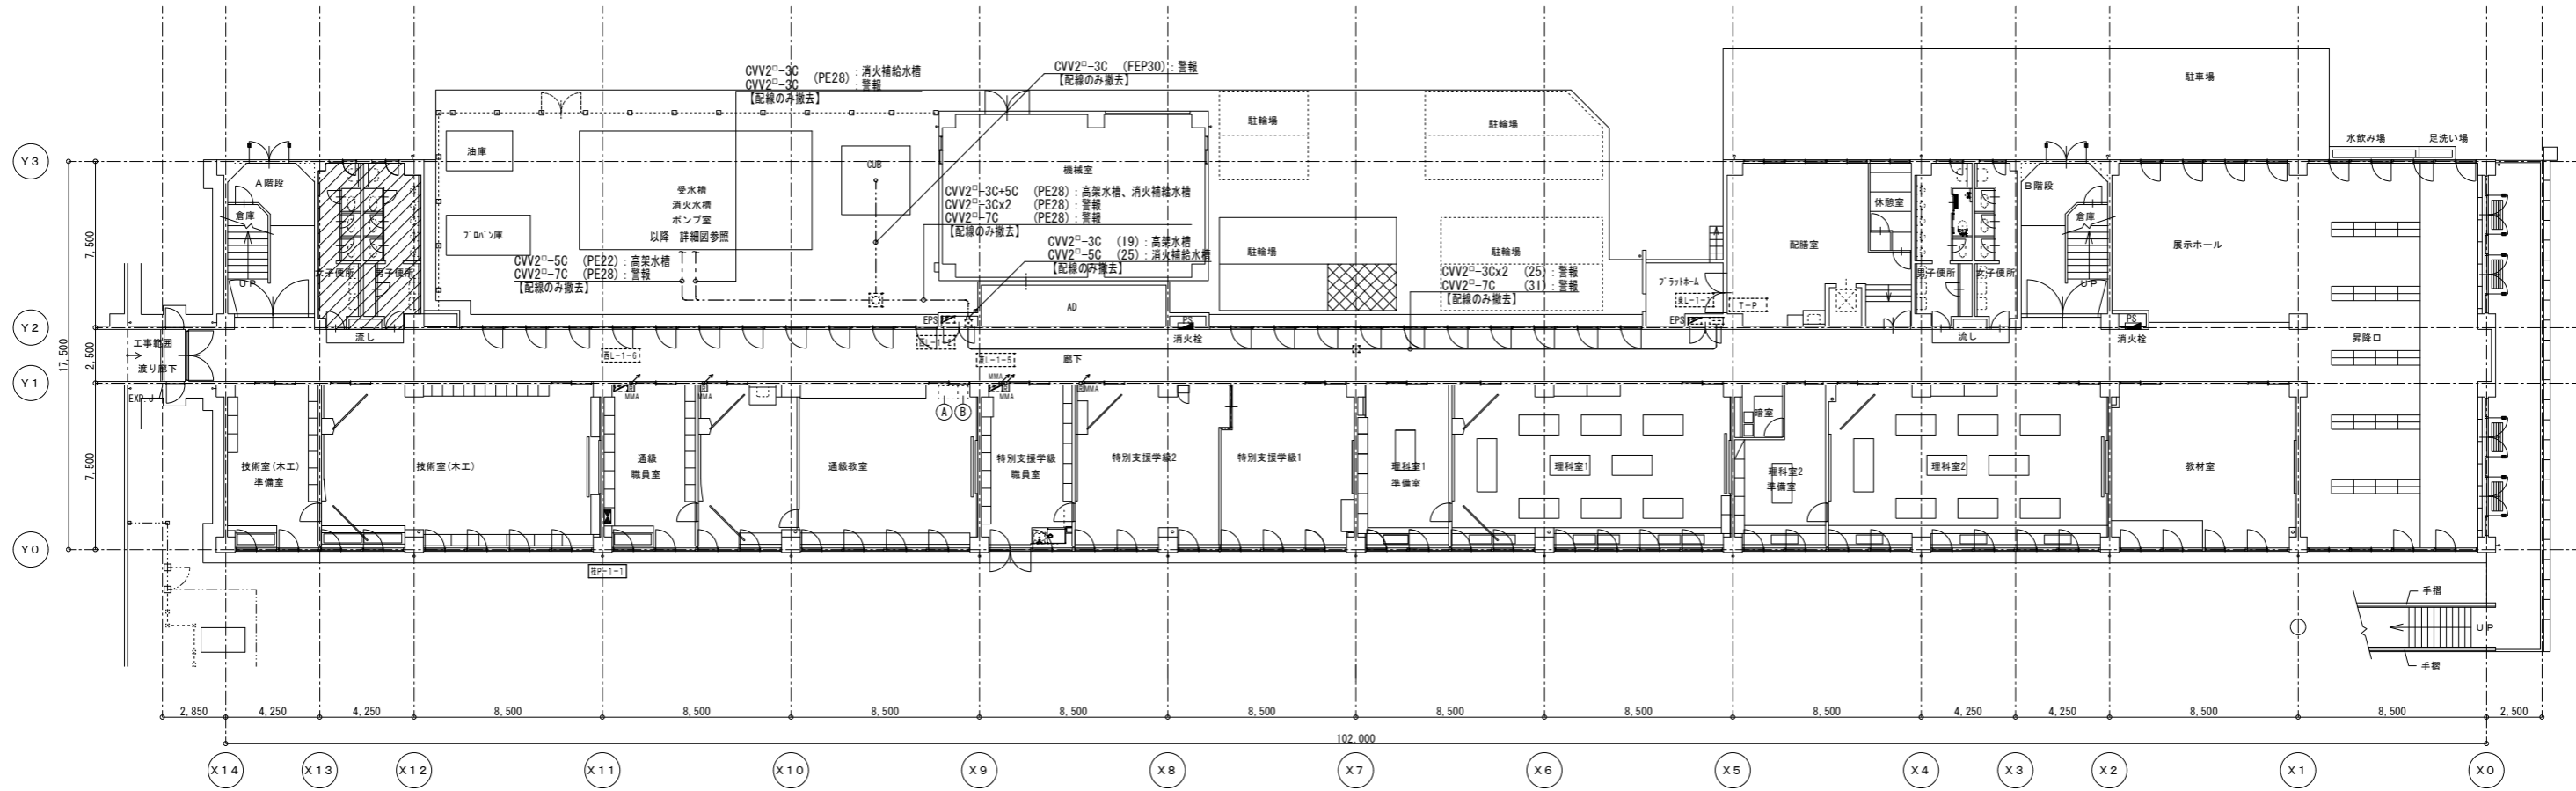 CVV2□-3C
CVV2□-3C (PE28) : 消火補給水槽
: 警報
【配線のみ撤去】
CVV2□-3C (FEP30) : 警報
【配線のみ撤去】
駐車場
駐輪場
駐輪場
水飲み場
足洗い場
Y3
油庫
CUB
機械室
A階段
受水槽
消火水槽
ポンプ室
以降 詳細図参照
CVV2□-3C+5C (PE28) : 高架水槽、消火補給水槽
CVV2□-3Cx2 (PE28) : 警報
CVV2□-7C (PE28) : 警報
【配線のみ撤去】
倉庫
UP
女子便所
男子便所
プロパン庫
CVV2□-5C (PE22) : 高架水槽
CVV2□-7C (PE28) : 警報
【配線のみ撤去】
CVV2□-3C (19) : 高架水槽
CVV2□-5C (25) : 消火補給水槽
【配線のみ撤去】
駐輪場
駐輪場
CVV2□-3Cx2 (25) : 警報
CVV2□-7C (31) : 警報
【配線のみ撤去】
プラットホーム
配膳室
休憩室
男子便所
女子便所
B階段
倉庫
UP
展示ホール
7,500
2,500
7,500
17,500
Y2
EPS
AD
PS
消火栓
EPS
T-P
PS
消火栓
流し
流し
工事範囲
渡り廊下
廊下
昇降口
Y1
EXP.J
MMA
MMA
MMA
MMA
MMA
A
B
技術室(木工)
準備室
技術室(木工)
通級
職員室
通級教室
特別支援学級
職員室
特別支援学級2
特別支援学級1
理科室1
準備室
理科室1
暗室
理科室2
準備室
理科室2
教材室
Y0
手摺
UP
手摺
2,850
4,250
4,250
8,500
8,500
8,500
8,500
8,500
8,500
8,500
8,500
4,250
4,250
8,500
8,500
2,500
102,000
X14
X13
X12
X11
X10
X9
X8
X7
X6
X5
X4
X3
X2
X1
X0